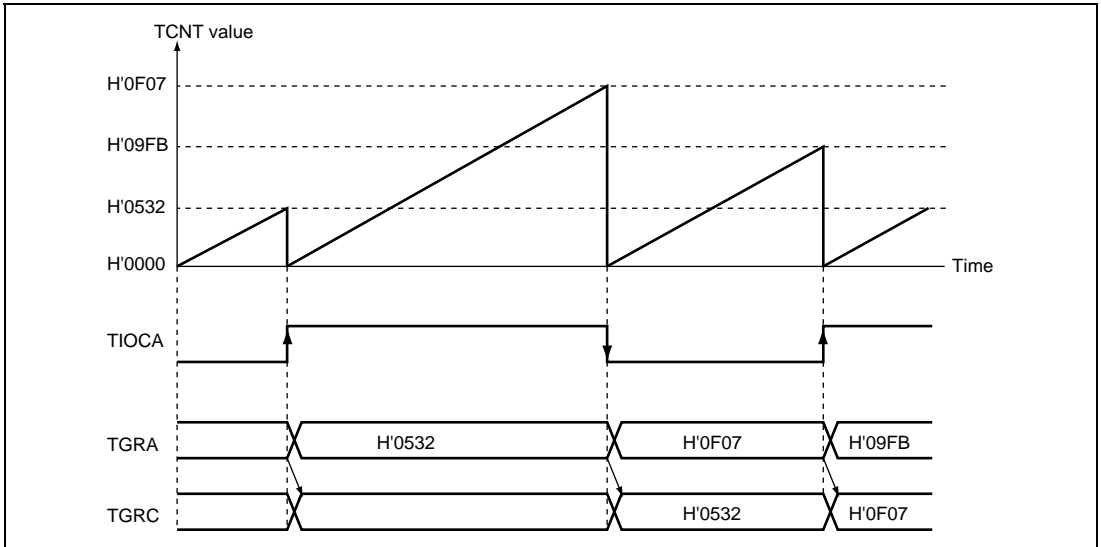 TCNT value
H'0F07
H'09FB
H'0532
H'0000
Time
TIOCA
TGRA
H'0532
H'0F07
H'09FB
TGRC
H'0532
H'0F07